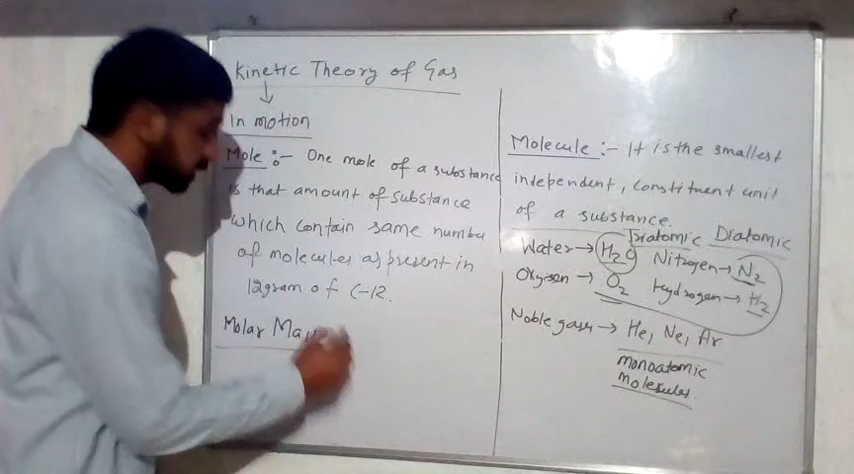 Kinetic Theory of Gas
↓
In motion
Mole :- One mole of a substance
is that amount of substance
which contain same number
of molecules as present in
12gram of C-12.
Molar Mas
Molecule :- It is the smallest
independent, constituent unit
of a substance.
Triatomic Diatomic
Water → H₂O Nitrogen → N₂
Oxygen → O₂ Hydrogen → H₂
Noble gases → He, Ne, Ar
monoatomic
molecules.